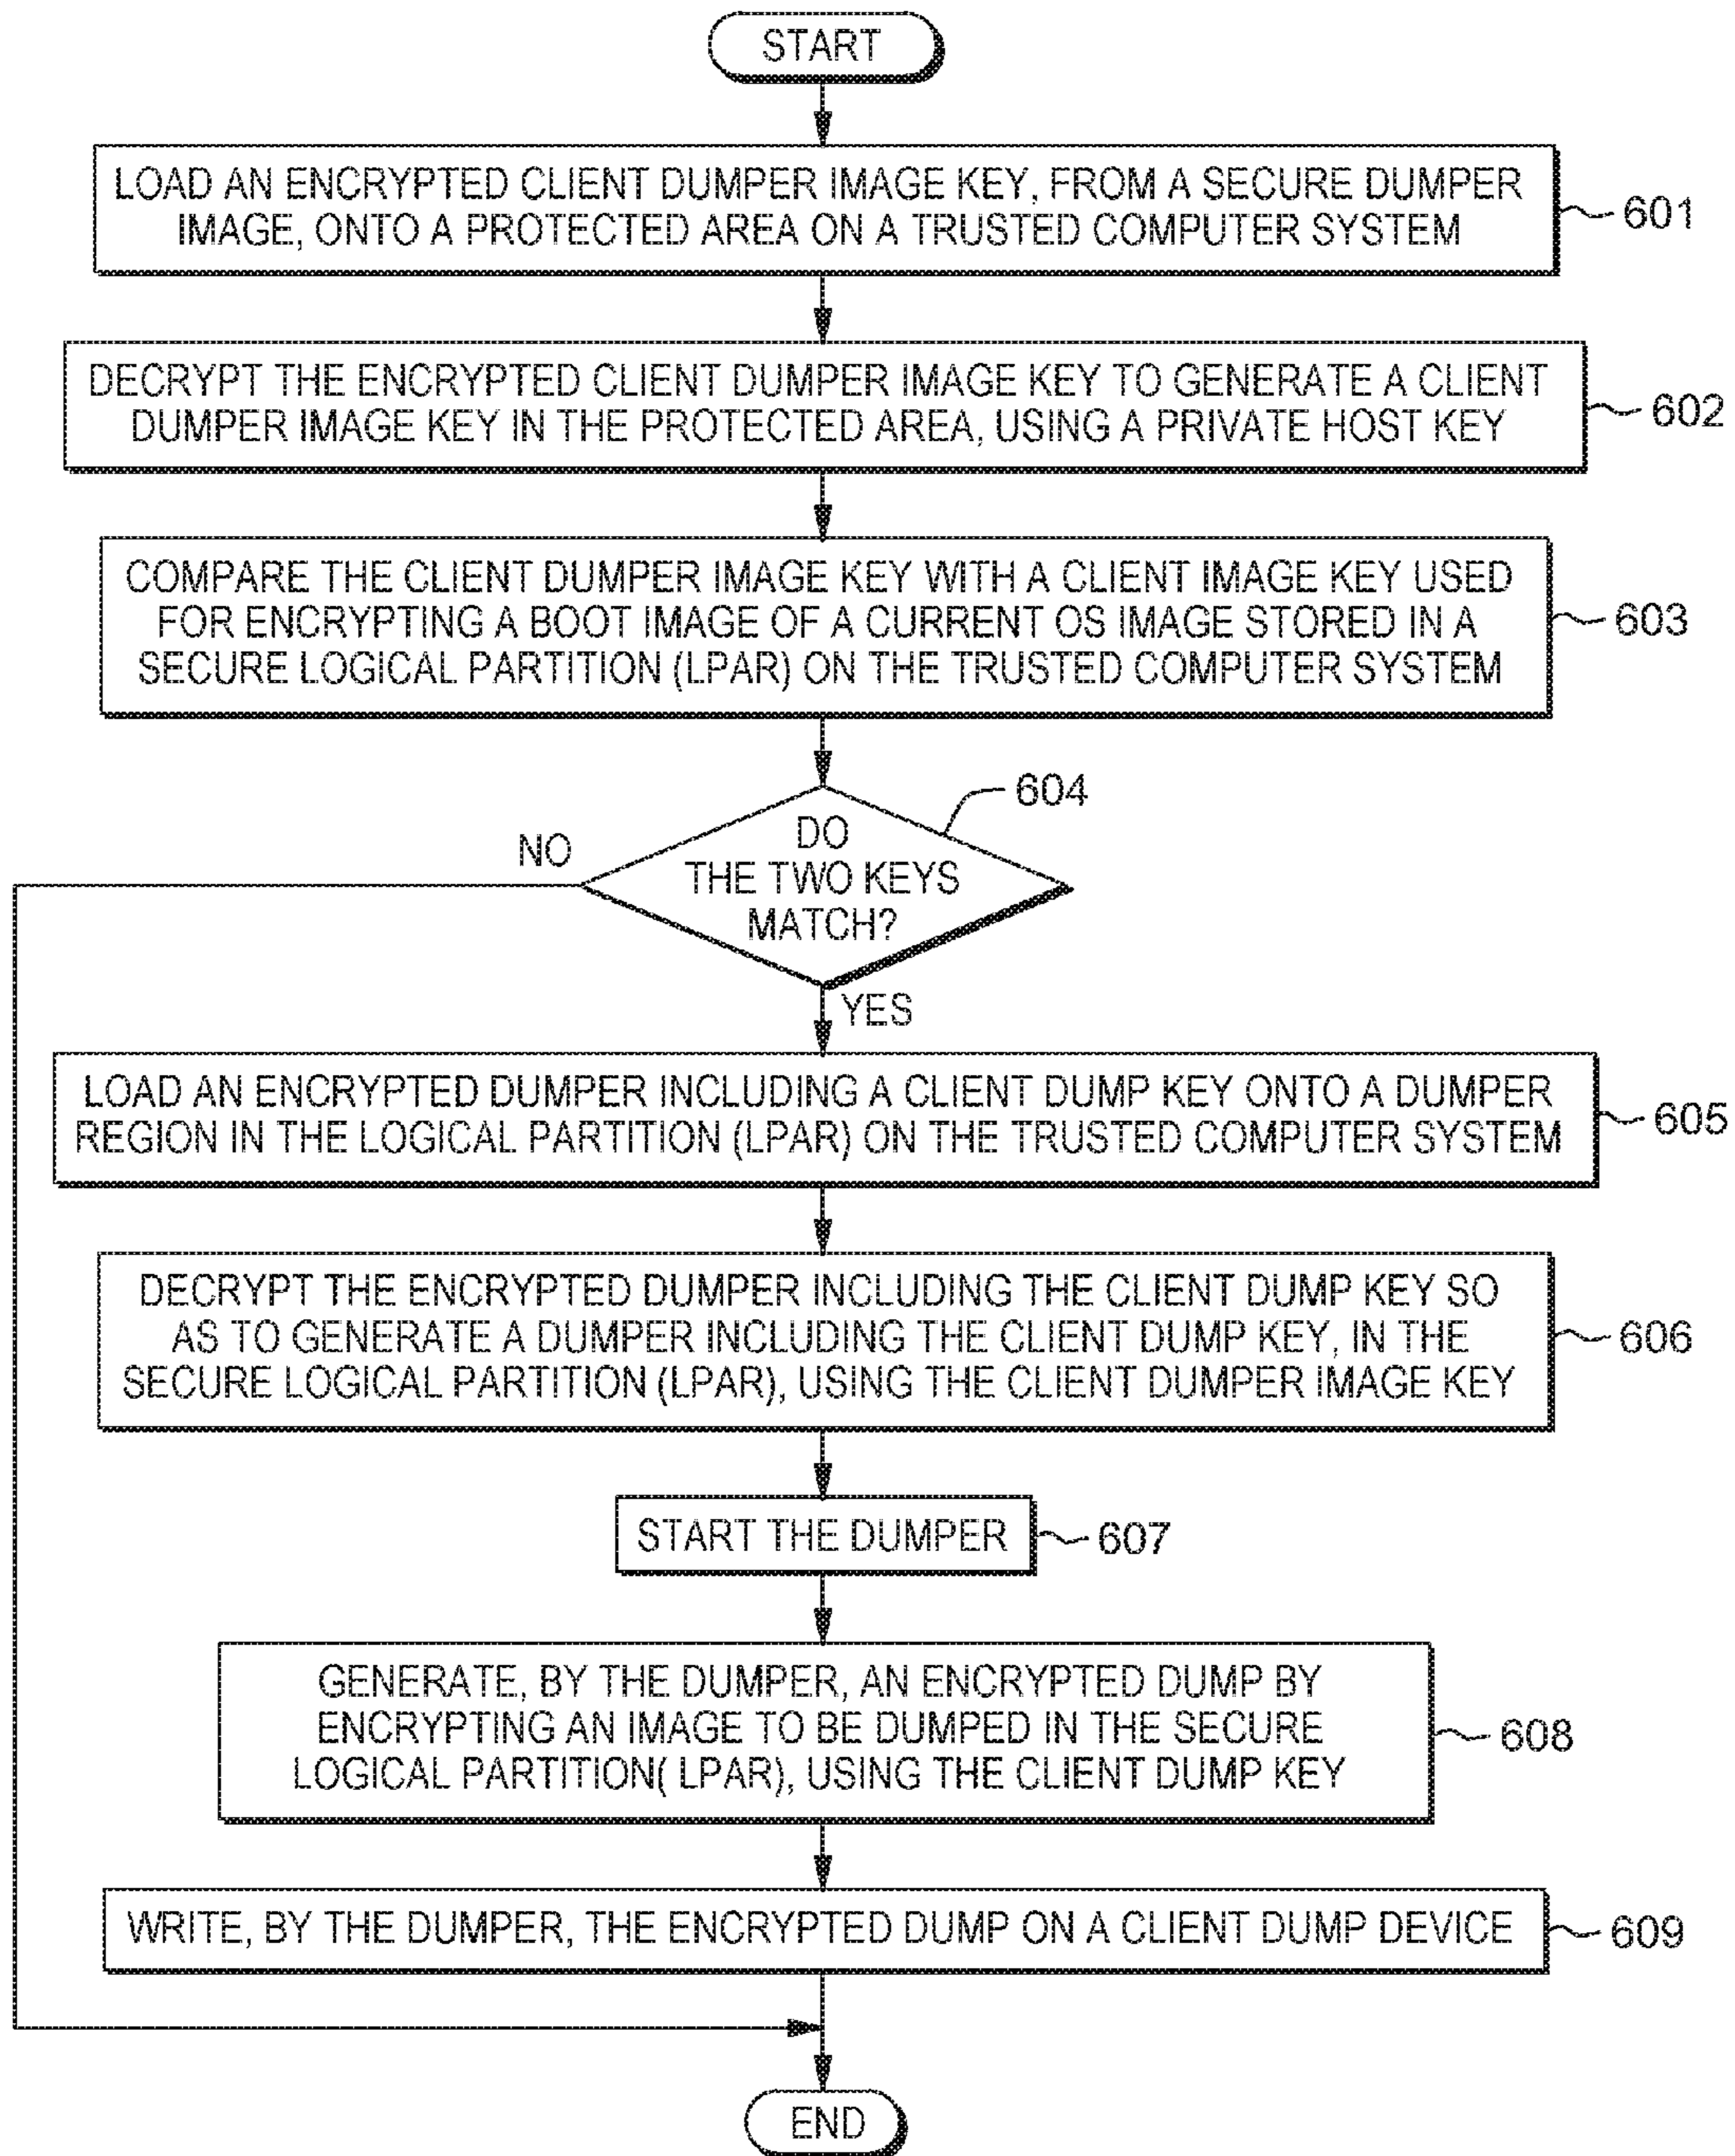 START
LOAD AN ENCRYPTED CLIENT DUMPER IMAGE KEY, FROM A SECURE DUMPER
IMAGE, ONTO A PROTECTED AREA ON A TRUSTED COMPUTER SYSTEM
601
DECRYPT THE ENCRYPTED CLIENT DUMPER IMAGE KEY TO GENERATE A CLIENT
DUMPER IMAGE KEY IN THE PROTECTED AREA, USING A PRIVATE HOST KEY
602
COMPARE THE CLIENT DUMPER IMAGE KEY WITH A CLIENT IMAGE KEY USED
FOR ENCRYPTING A BOOT IMAGE OF A CURRENT OS IMAGE STORED IN A
SECURE LOGICAL PARTITION (LPAR) ON THE TRUSTED COMPUTER SYSTEM
603
604
DO
THE TWO KEYS
MATCH?
NO
YES
LOAD AN ENCRYPTED DUMPER INCLUDING A CLIENT DUMP KEY ONTO A DUMPER
REGION IN THE LOGICAL PARTITION (LPAR) ON THE TRUSTED COMPUTER SYSTEM
605
DECRYPT THE ENCRYPTED DUMPER INCLUDING THE CLIENT DUMP KEY SO
AS TO GENERATE A DUMPER INCLUDING THE CLIENT DUMP KEY, IN THE
SECURE LOGICAL PARTITION (LPAR), USING THE CLIENT DUMPER IMAGE KEY
606
START THE DUMPER
607
GENERATE, BY THE DUMPER, AN ENCRYPTED DUMP BY
ENCRYPTING AN IMAGE TO BE DUMPED IN THE SECURE
LOGICAL PARTITION( LPAR), USING THE CLIENT DUMP KEY
608
WRITE, BY THE DUMPER, THE ENCRYPTED DUMP ON A CLIENT DUMP DEVICE
609
END